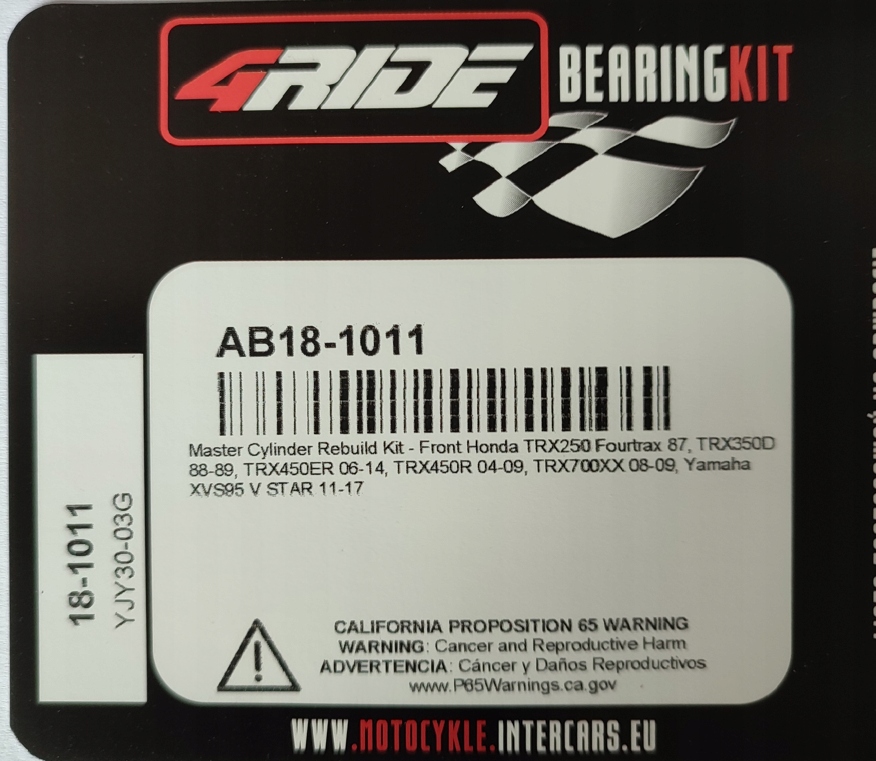 4RIDE BEARINGKIT
AB18-1011
Master Cylinder Rebuild Kit - Front Honda TRX250 Fourtrax 87, TRX350D
88-89, TRX450ER 06-14, TRX450R 04-09, TRX700XX 08-09, Yamaha
XVS95 V STAR 11-17
18-1011
YJY30-03G
CALIFORNIA PROPOSITION 65 WARNING
WARNING: Cancer and Reproductive Harm
ADVERTENCIA: Cáncer y Daños Reproductivos
www.P65Warnings.ca.gov
WWW.MOTOCYKLE.INTERCARS.EU